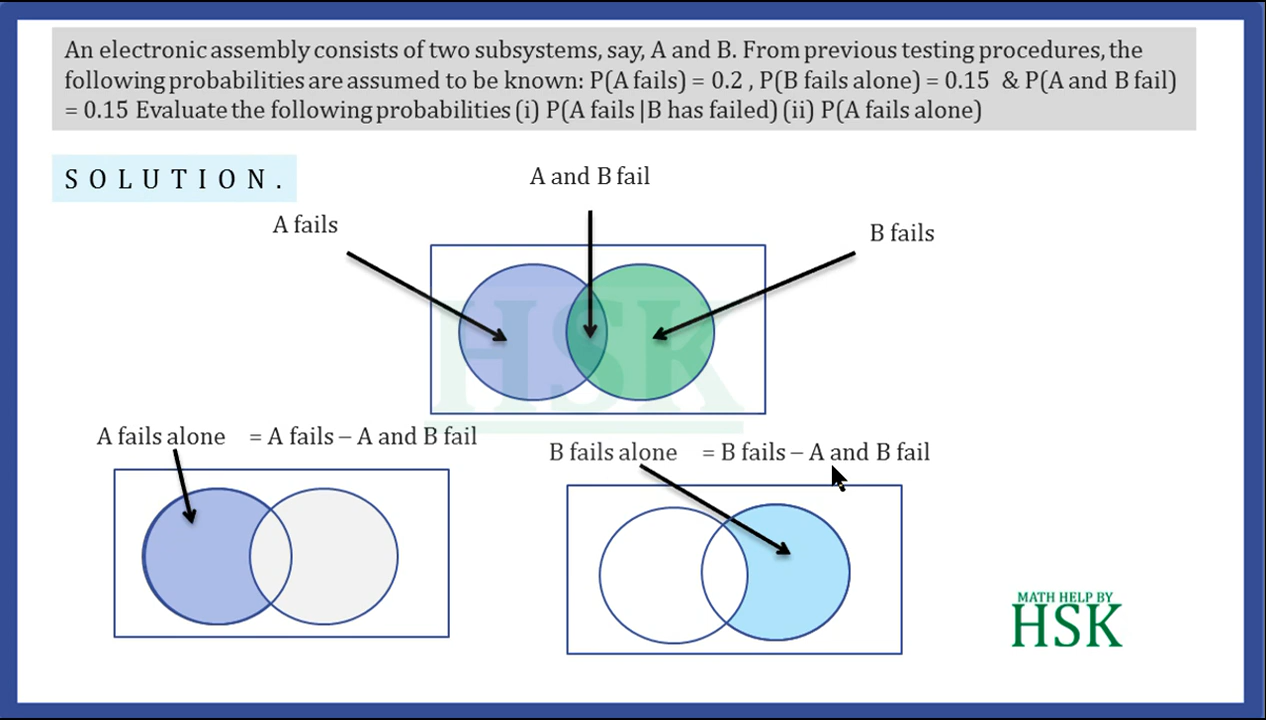 An electronic assembly consists of two subsystems, say, A and B. From previous testing procedures, the
following probabilities are assumed to be known: P(A fails) = 0.2 , P(B fails alone) = 0.15 & P(A and B fail)
= 0.15 Evaluate the following probabilities (i) P(A fails |B has failed) (ii) P(A fails alone)
SOLUTION.
A and B fail
A fails
B fails
HSK
A fails alone = A fails – A and B fail
B fails alone = B fails – A and B fail
MATH HELP BY
HSK